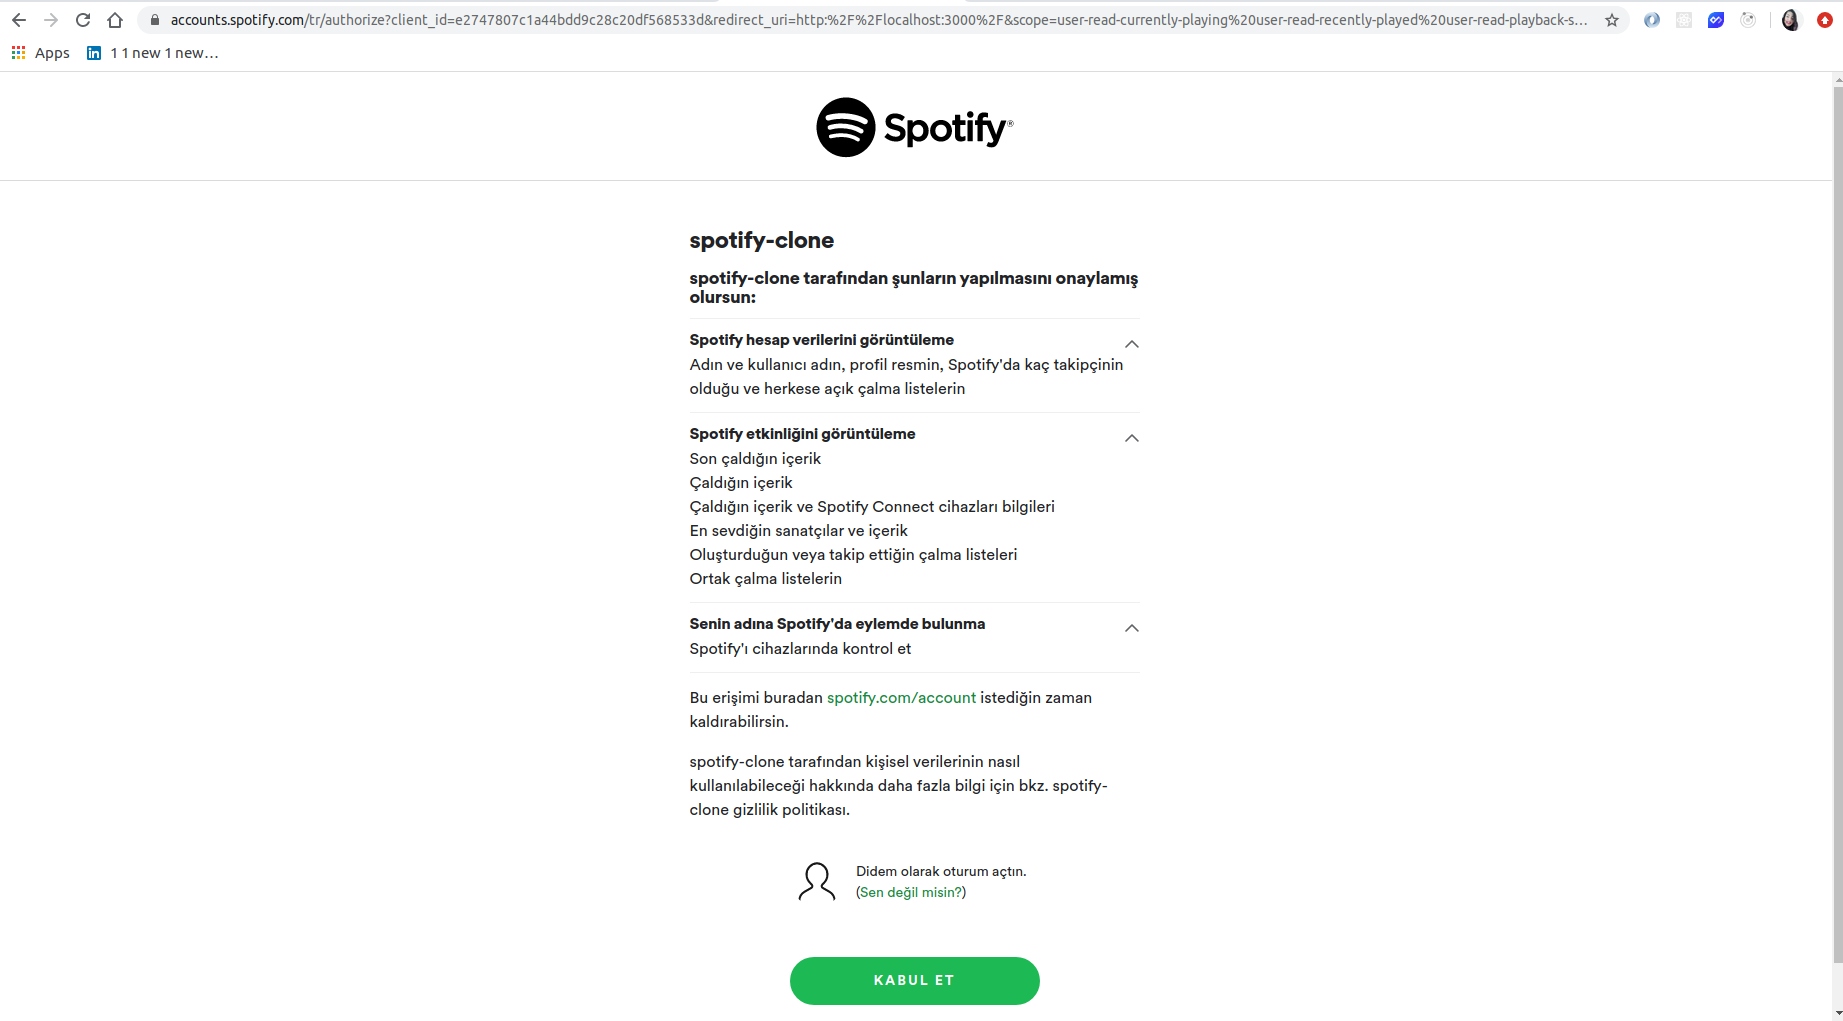 accounts.spotify.com/tr/authorize?client_id=e2747807c1a44bdd9c28c20df568533d&redirect_uri=http:%2F%2Flocalhost:3000%2F&scope=user-read-currently-playing%20user-read-recently-played%20user-read-playback-s...
Apps
in 1 1 new 1 new...
Spotify®
spotify-clone
spotify-clone tarafından şunların yapılmasını onaylamış
olursun:
Spotify hesap verilerini görüntüleme
Adın ve kullanıcı adın, profil resmin, Spotify'da kaç takipçinin
olduğu ve herkese açık çalma listelerin
Spotify etkinliğini görüntüleme
Son çaldığın içerik
Çaldığın içerik
Çaldığın içerik ve Spotify Connect cihazları bilgileri
En sevdiğin sanatçılar ve içerik
Oluşturduğun veya takip ettiğin çalma listeleri
Ortak çalma listelerin
Senin adına Spotify'da eylemde bulunma
Spotify'ı cihazlarında kontrol et
Bu erişimi buradan spotify.com/account istediğin zaman
kaldırabilirsin.
spotify-clone tarafından kişisel verilerinin nasıl
kullanılabileceği hakkında daha fazla bilgi için bkz. spotify-
clone gizlilik politikası.
Didem olarak oturum açtın.
(Sen değil misin?)
KABUL ET